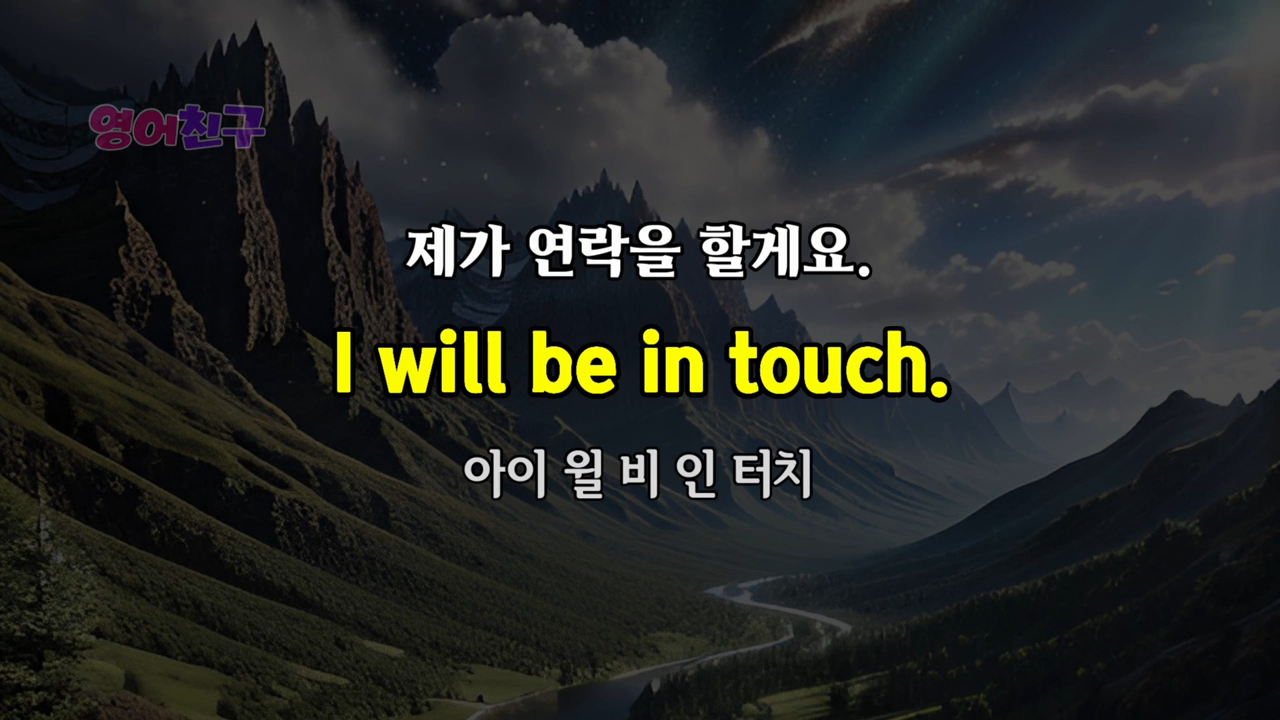 영어친구
제가 연락을 할게요.
I will be in touch.
아이 윌 비 인 터치